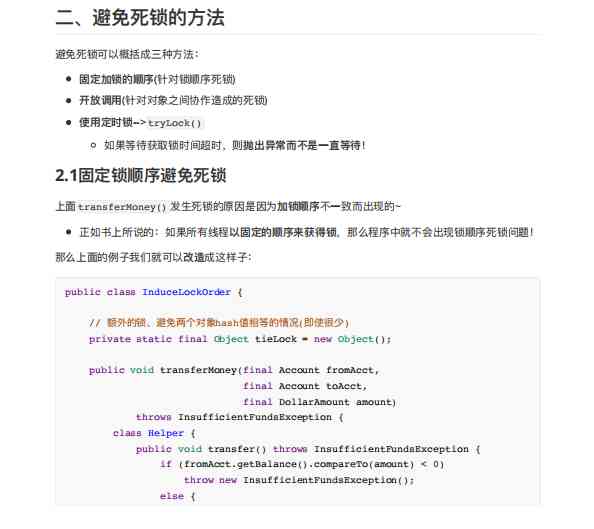 二、避免死锁的方法
避免死锁可以概括成三种方法：
固定加锁的顺序(针对锁顺序死锁)
开放调用(针对对象之间协作造成的死锁)
使用定时锁-->tryLock()
如果等待获取锁时间超时，则抛出异常而不是一直等待！
2.1固定锁顺序避免死锁
上面transferMoney()发生死锁的原因是因为加锁顺序不一致而出现的~
正如书上所说的：如果所有线程以固定的顺序来获得锁，那么程序中就不会出现锁顺序死锁问题！
那么上面的例子我们就可以改造成这样子：
public class InduceLockOrder {
// 额外的锁、避免两个对象hash值相等的情况(即使很少)
private static final Object tieLock = new Object();
public void transferMoney(final Account fromAcct,
final Account toAcct,
final DollarAmount amount)
throws InsufficientFundsException {
class Helper {
public void transfer() throws InsufficientFundsException {
if (fromAcct.getBalance().compareTo(amount) < 0)
throw new InsufficientFundsException();
else {